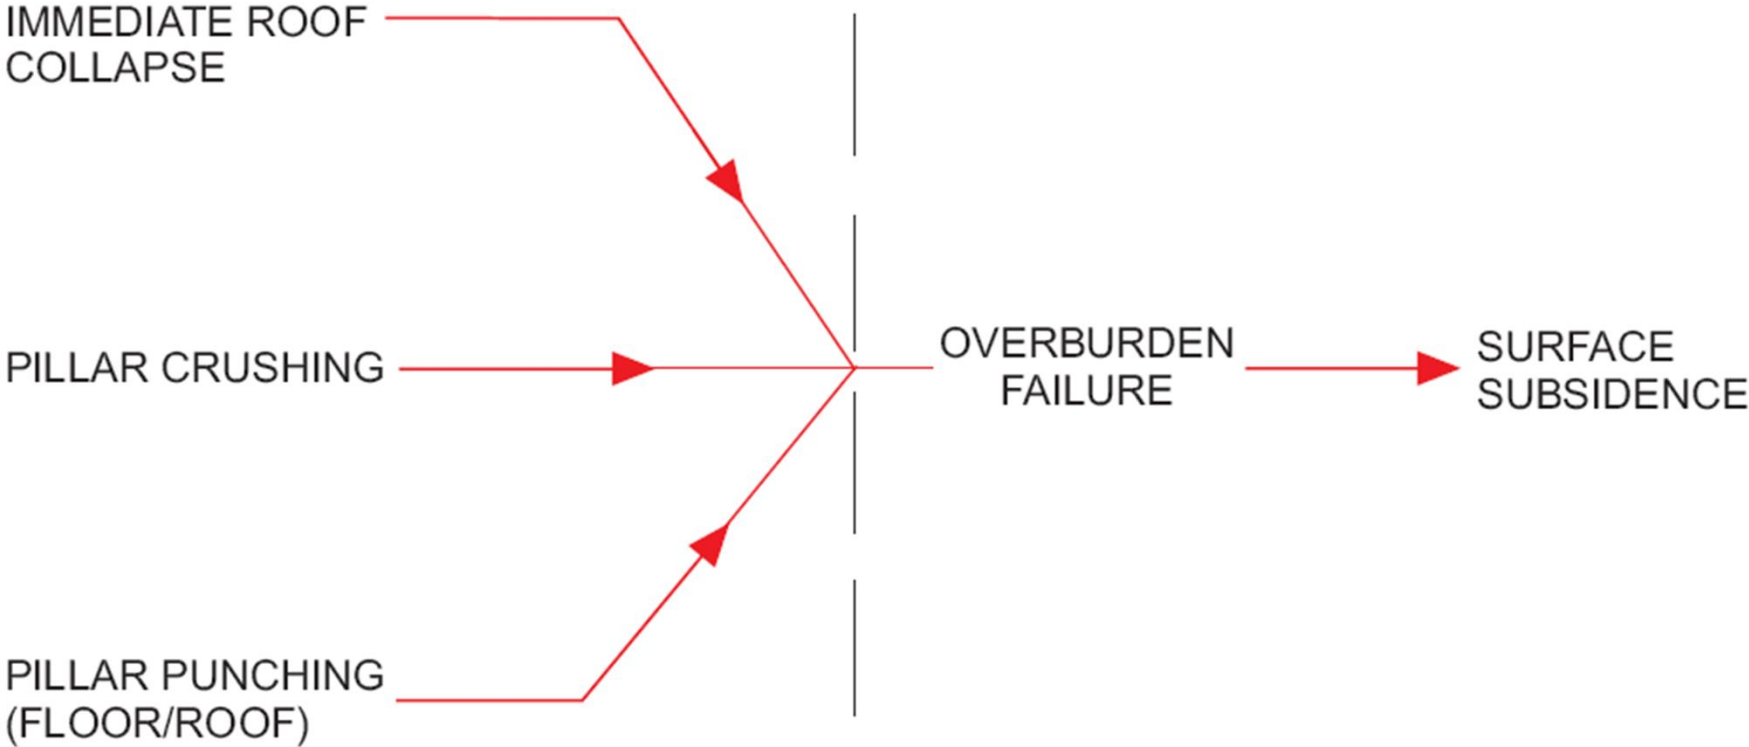 IMMEDIATE ROOF
COLLAPSE
PILLAR CRUSHING
OVERBURDEN
FAILURE
SURFACE
SUBSIDENCE
PILLAR PUNCHING
(FLOOR/ROOF)